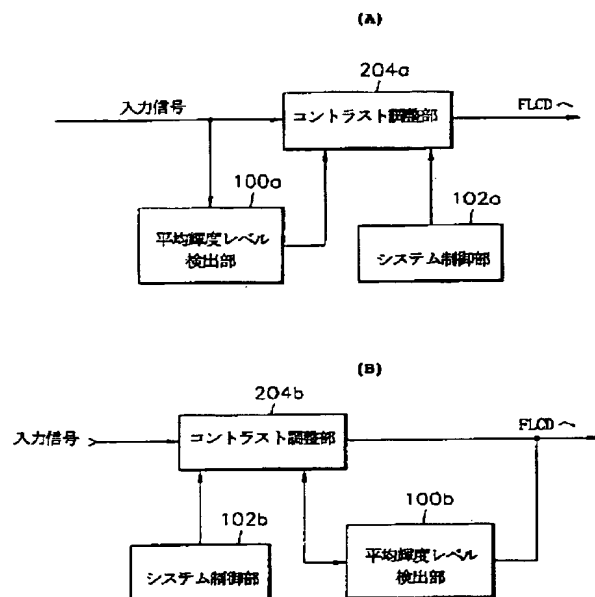 (A)
204a
入力信号
コントラスト調整部
FLCDへ
100a
102a
平均輝度レベル
検出部
システム制御部
(B)
204b
入力信号
コントラスト調整部
FLCDへ
102b
100b
システム制御部
平均輝度レベル
検出部